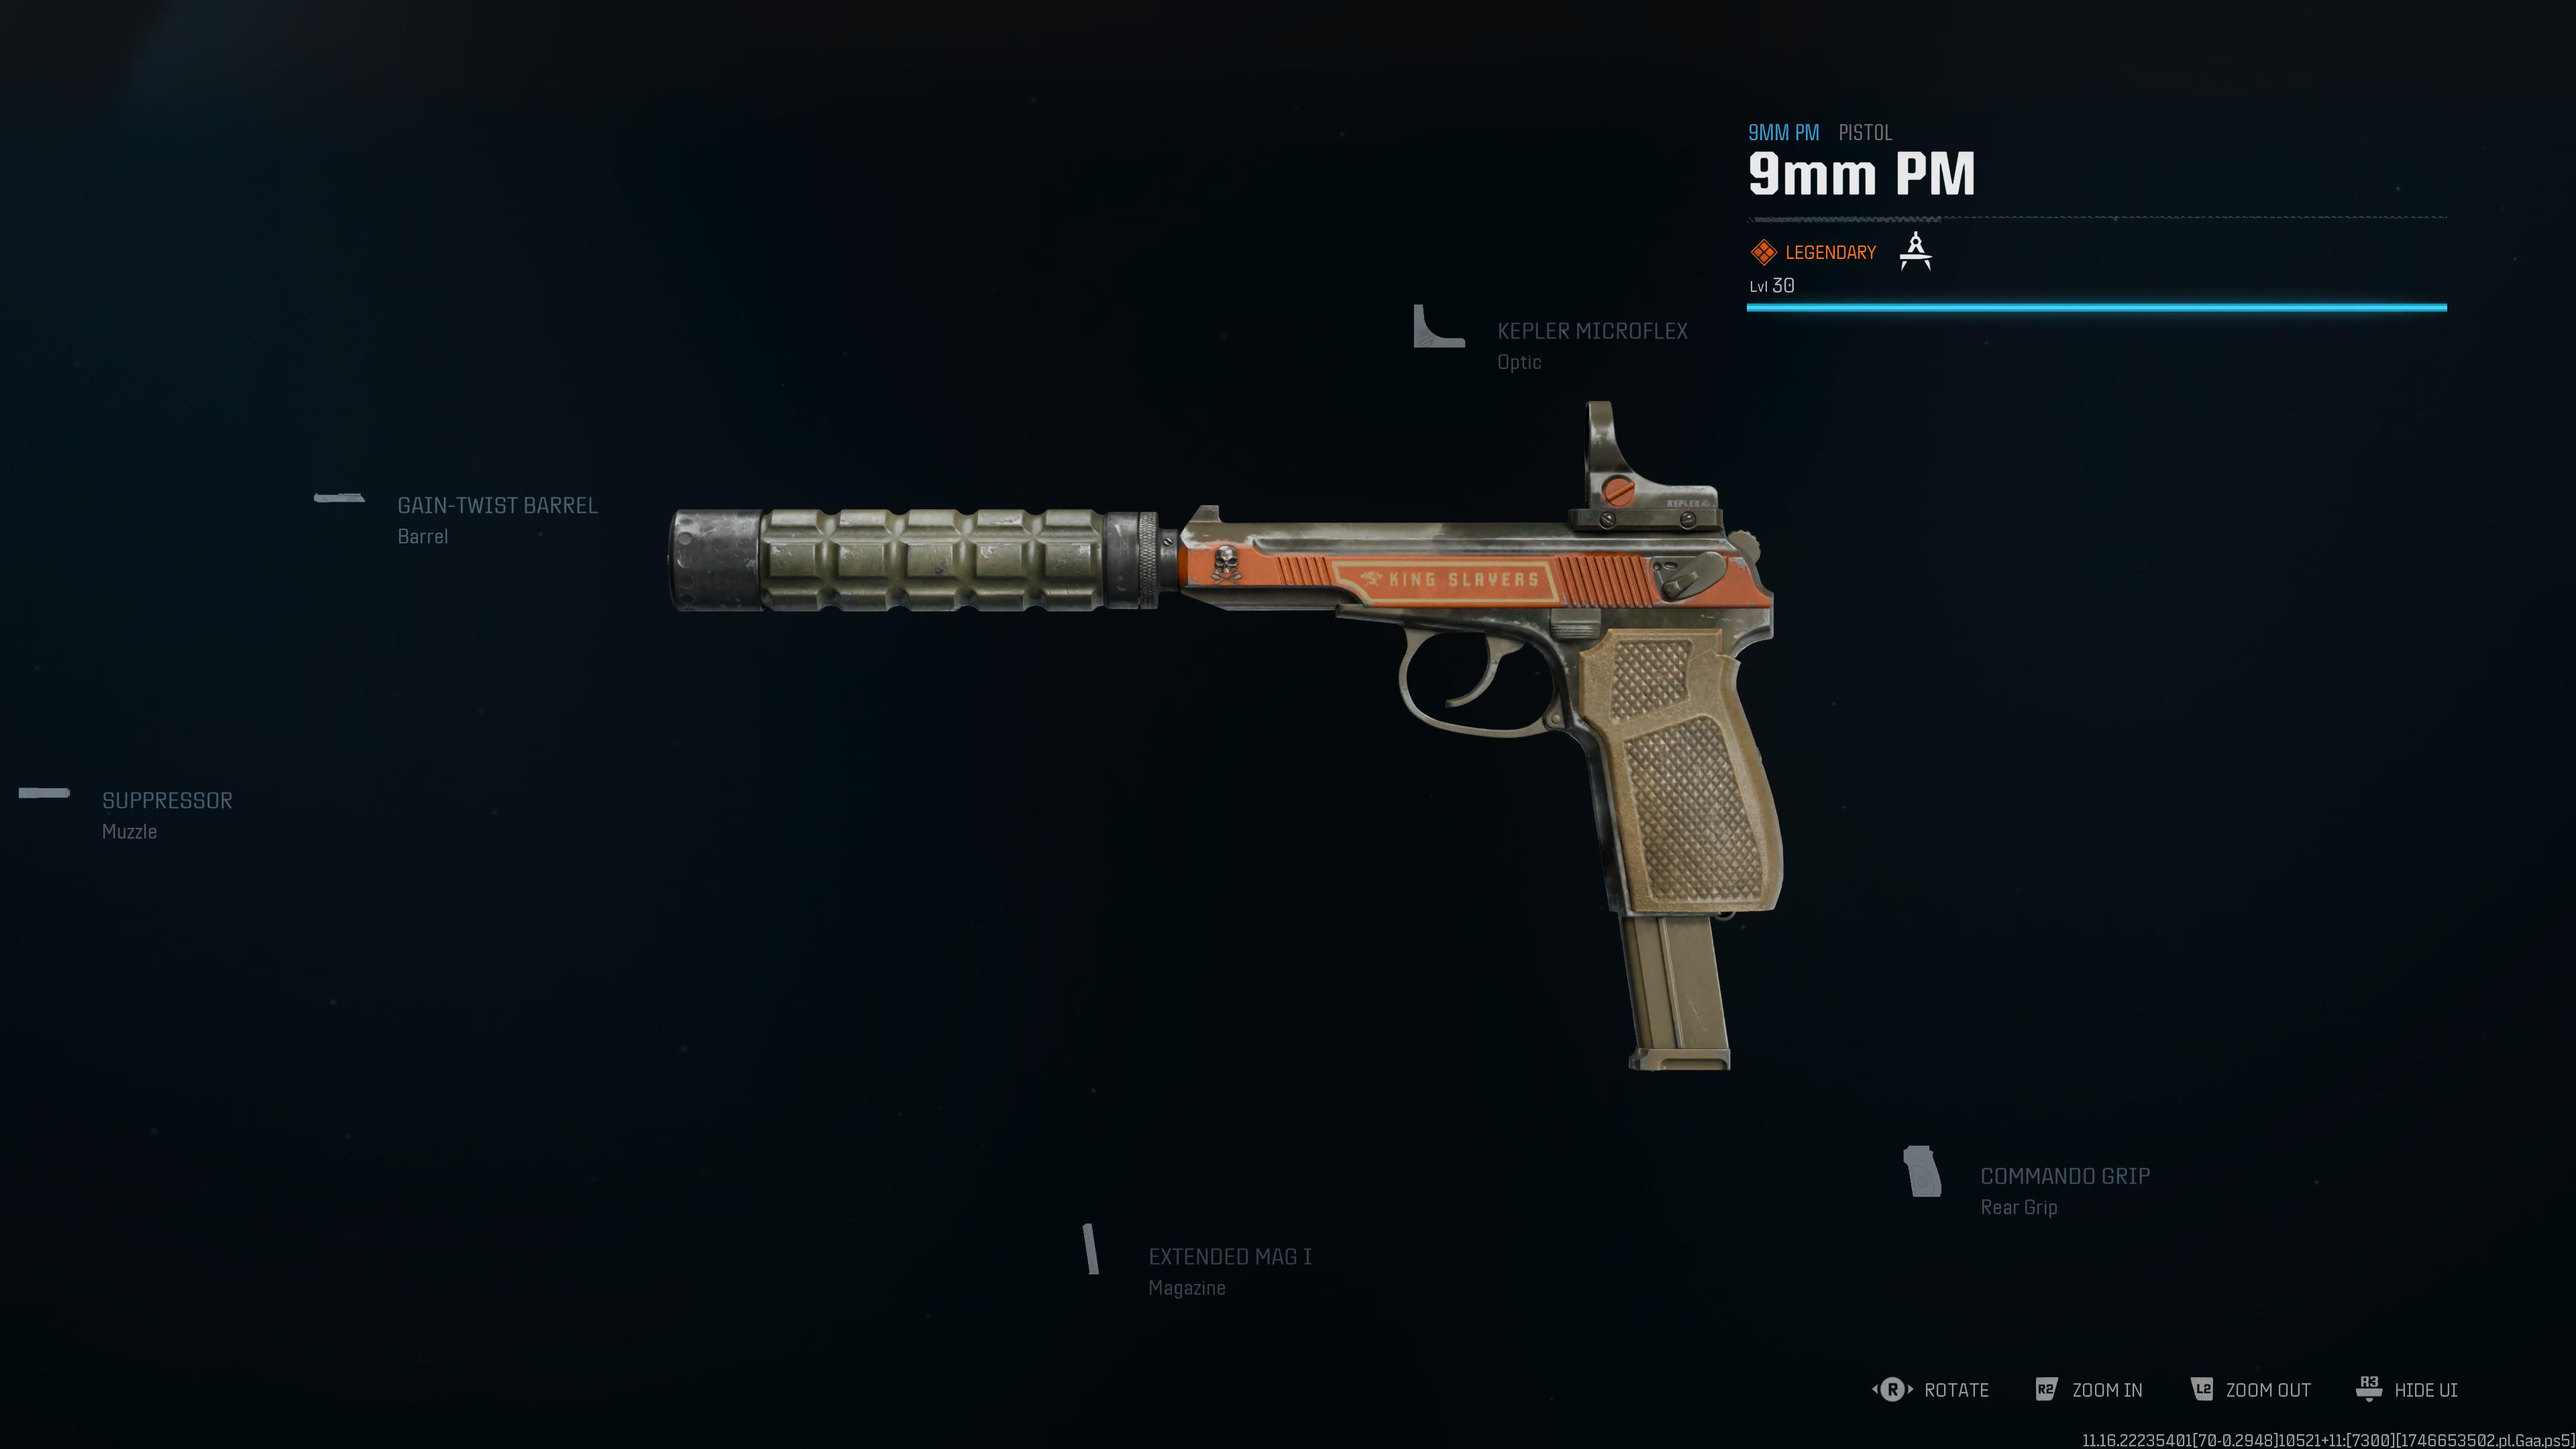 9MM PM PISTOL
9mm PM
LEGENDARY
Lvl 30
KEPLER MICROFLEX
Optic
KEPLER
GAIN-TWIST BARREL
Barrel
KING SLAYERS
SUPPRESSOR
Muzzle
COMMANDO GRIP
Rear Grip
EXTENDED MAG I
Magazine
R ROTATE R2 ZOOM IN L2 ZOOM OUT R3 HIDE UI
11.16.22235401[70-0.2948]10521+11:[7300][1746653502.pl.Gaa.ps5]